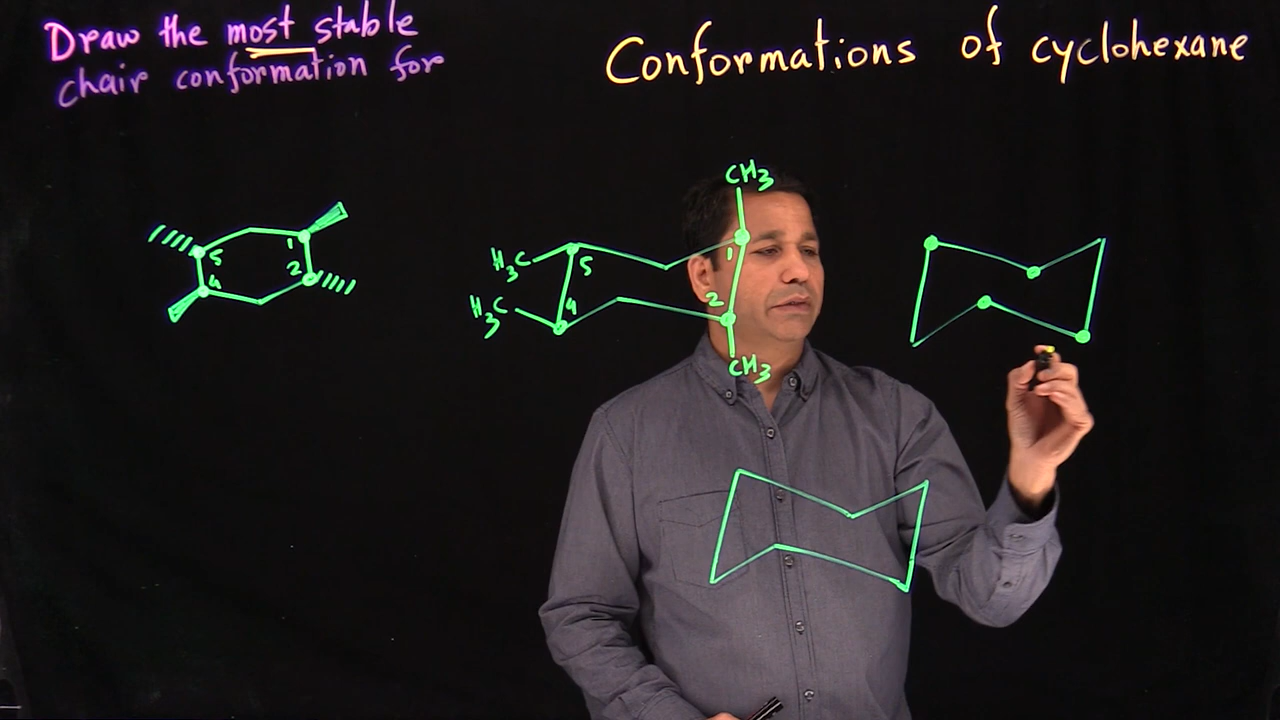 Draw the most stable
chair conformation for
Conformations of cyclohexane
5
1
4
2
CH3
H3C
5
1
H3C
4
2
CH3